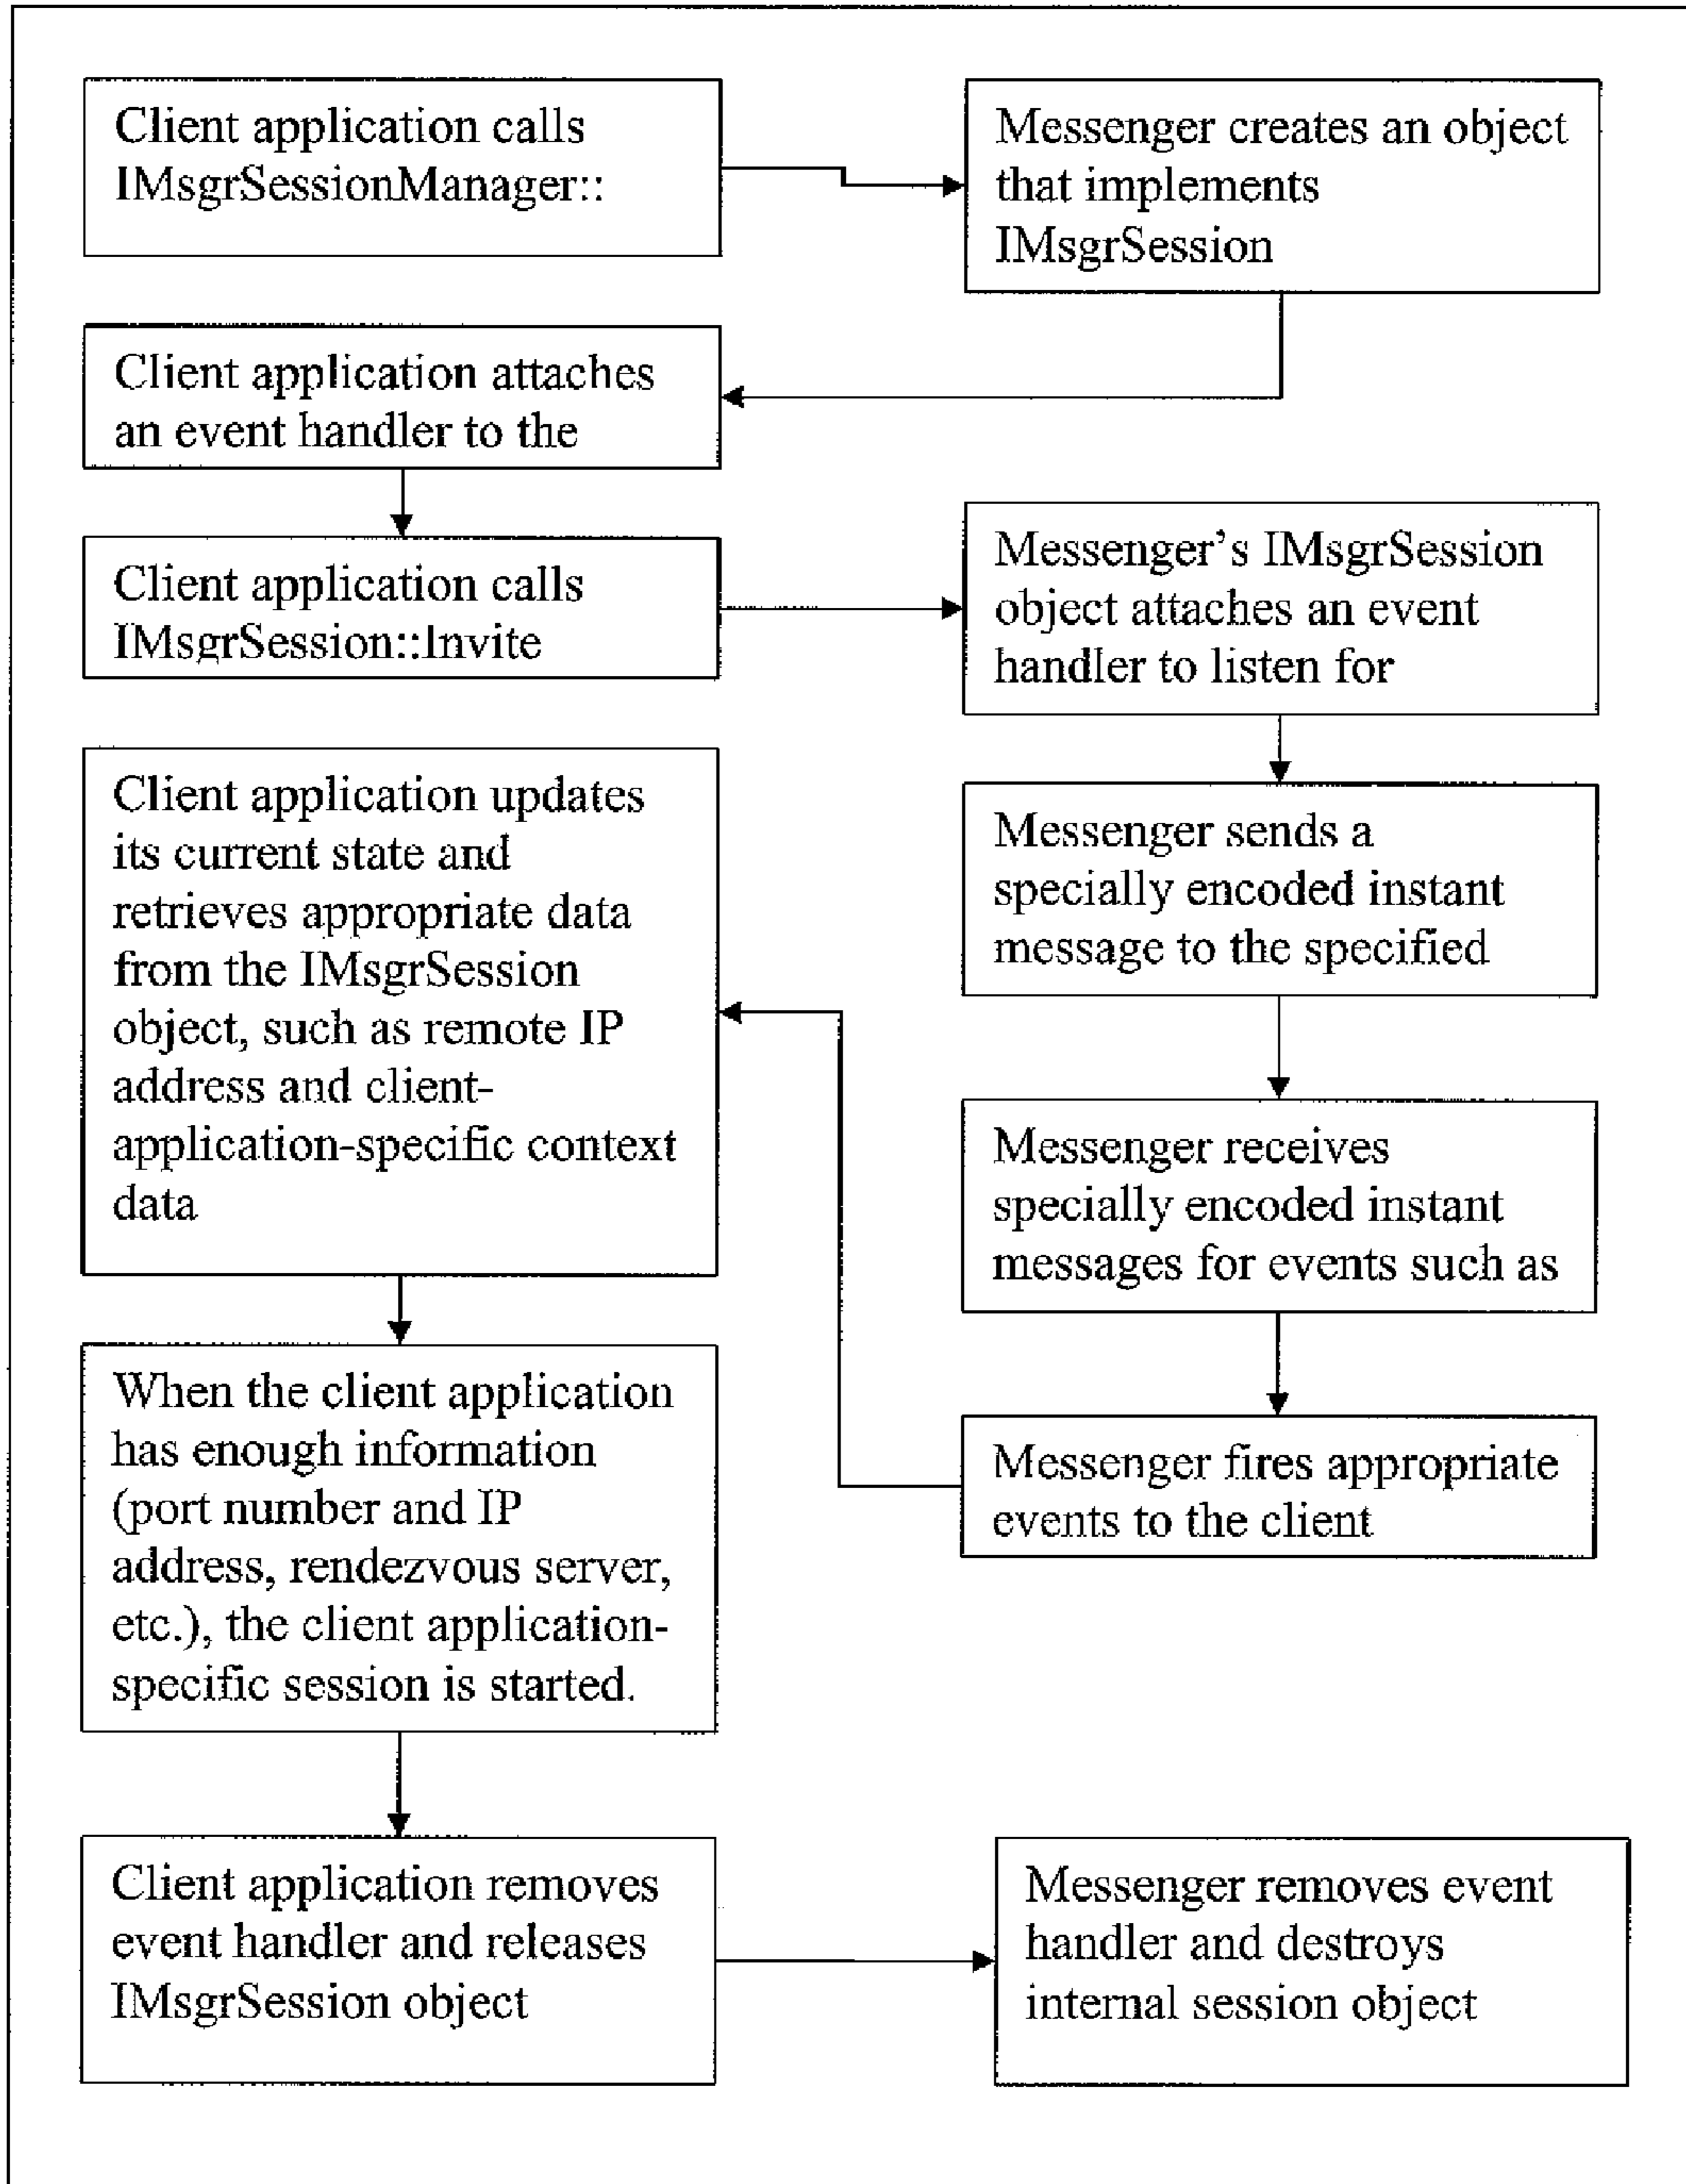 Client application calls
IMsgrSessionManager::
Messenger creates an object
that implements
IMsgrSession
Client application attaches
an event handler to the
Client application calls
IMsgrSession::Invite
Messenger's IMsgrSession
object attaches an event
handler to listen for
Messenger sends a
specially encoded instant
message to the specified
Messenger receives
specially encoded instant
messages for events such as
Messenger fires appropriate
events to the client
Client application updates
its current state and
retrieves appropriate data
from the IMsgrSession
object, such as remote IP
address and client-
application-specific context
data
When the client application
has enough information
(port number and IP
address, rendezvous server,
etc.), the client application-
specific session is started.
Client application removes
event handler and releases
IMsgrSession object
Messenger removes event
handler and destroys
internal session object